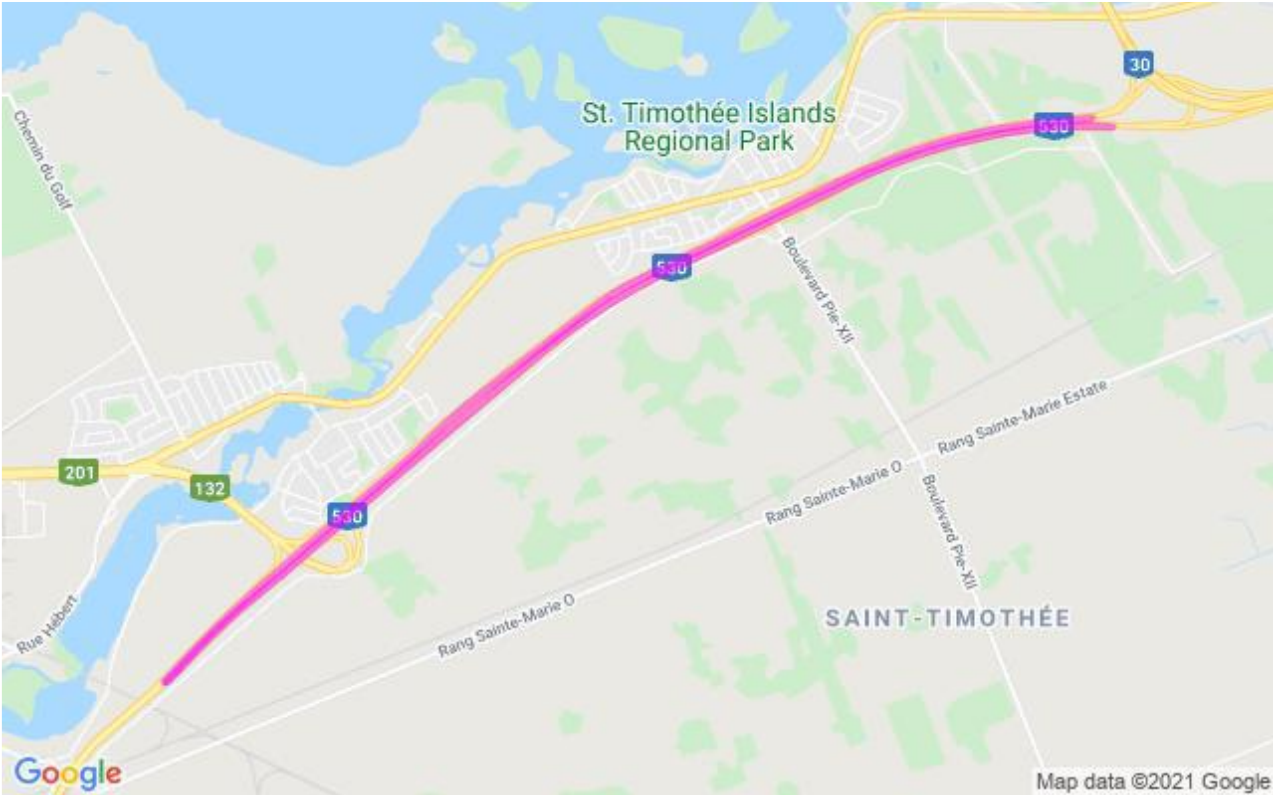 30
530
St. Timothée Islands
Regional Park
Chemin du Golf
530
Boulevard Pie-XII
Rang Sainte-Marie Estate
201
132
Rang Sainte-Marie O
530
Boulevard Pie-XII
Rue Hébert
Rang Sainte-Marie O
SAINT-TIMOTHÉE
Google
Map data ©2021 Google